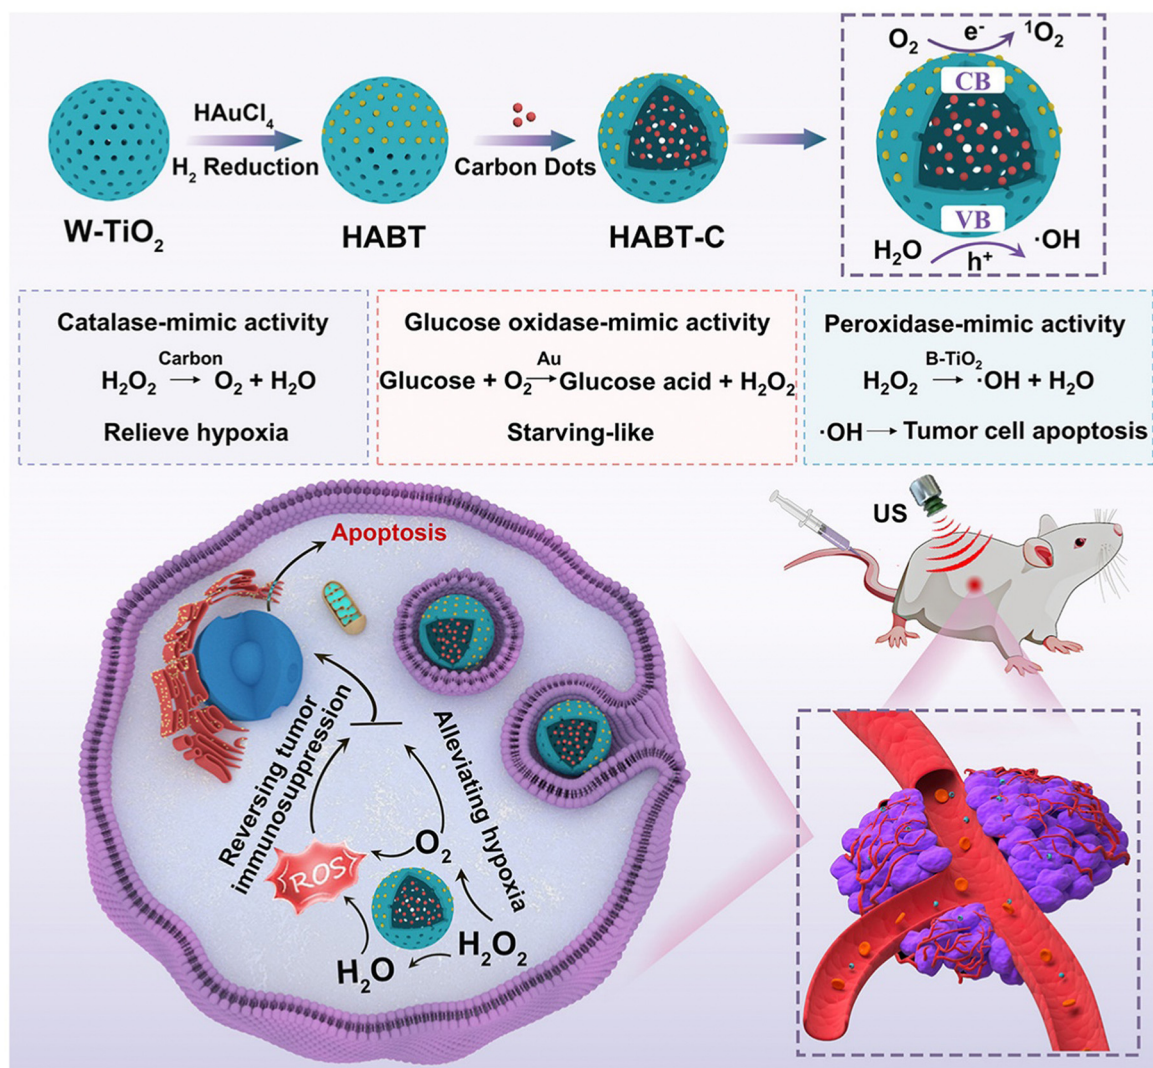 HAuCl₄
H₂ Reduction
Carbon Dots
O₂ e⁻ ¹O₂
CB
VB
H₂O h⁺ ·OH
W-TiO₂
HABT
HABT-C
Catalase-mimic activity
Carbon
H₂O₂ → O₂ + H₂O
Relieve hypoxia
Glucose oxidase-mimic activity
Au
Glucose + O₂ → Glucose acid + H₂O₂
Starving-like
Peroxidase-mimic activity
B-TiO₂
H₂O₂ → ·OH + H₂O
·OH → Tumor cell apoptosis
Apoptosis
Reversing tumor
immunosuppression
Alleviating hypoxia
O₂
ROS
H₂O₂
H₂O
US